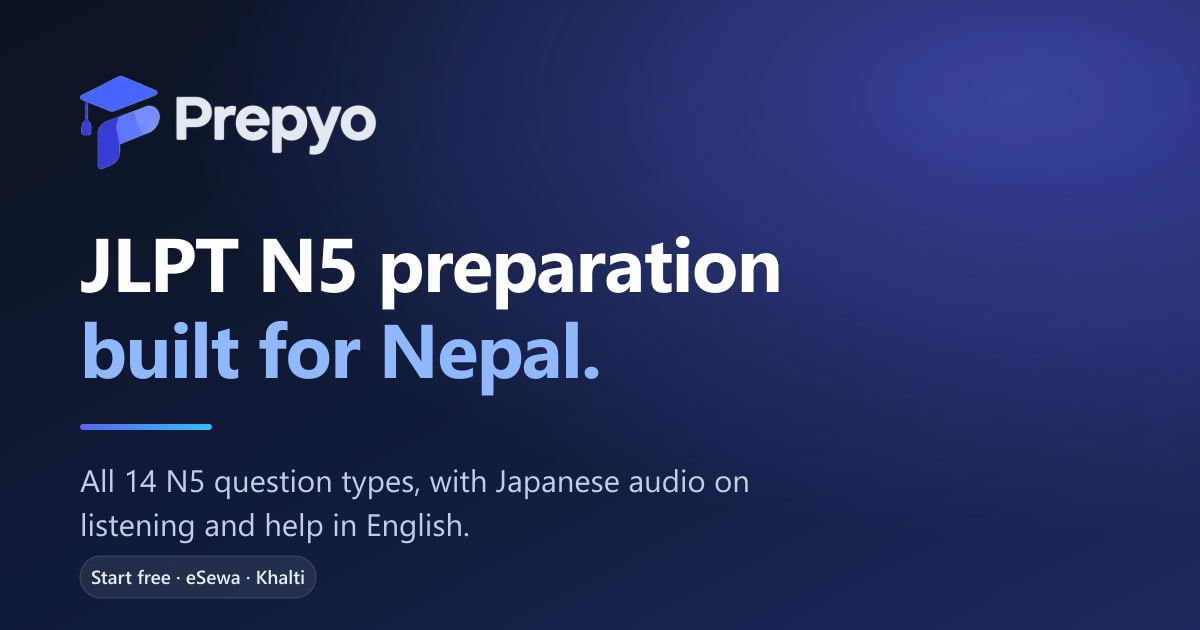 Prepyo
JLPT N5 preparation
built for Nepal.
All 14 N5 question types, with Japanese audio on
listening and help in English.
Start free · eSewa · Khalti